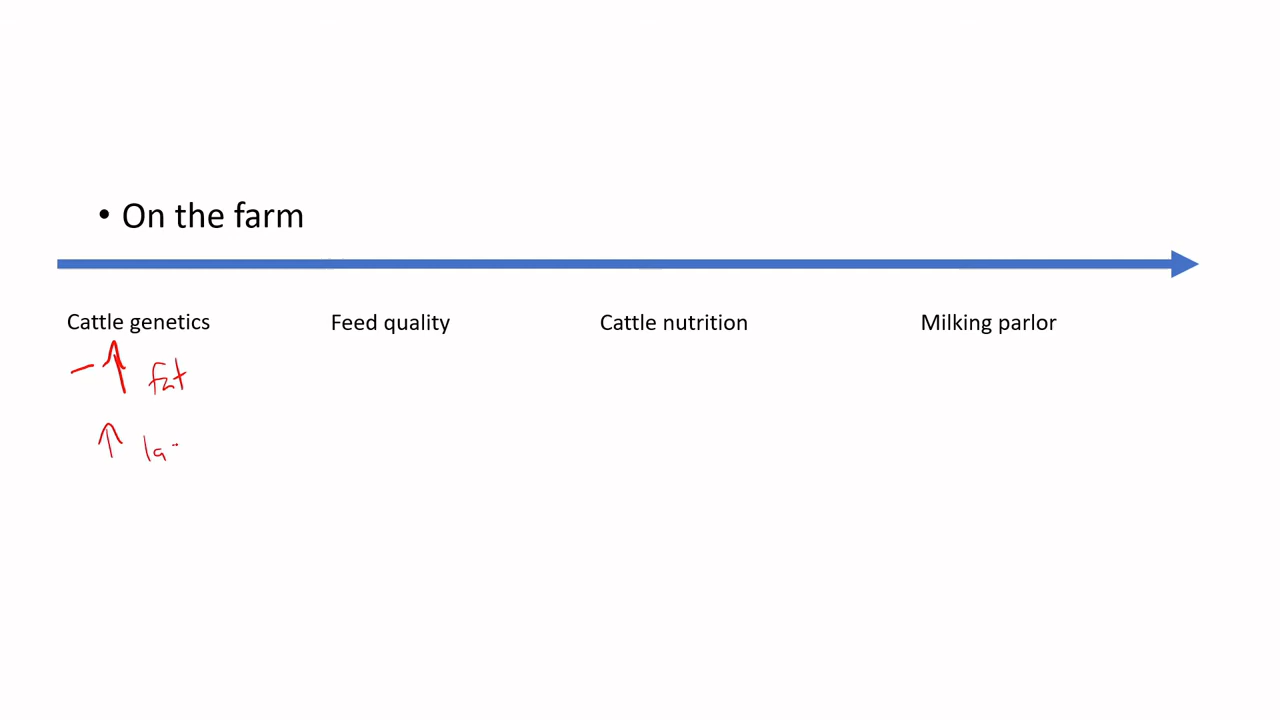 • On the farm
Cattle genetics Feed quality Cattle nutrition Milking parlor
- ↑ fat
↑